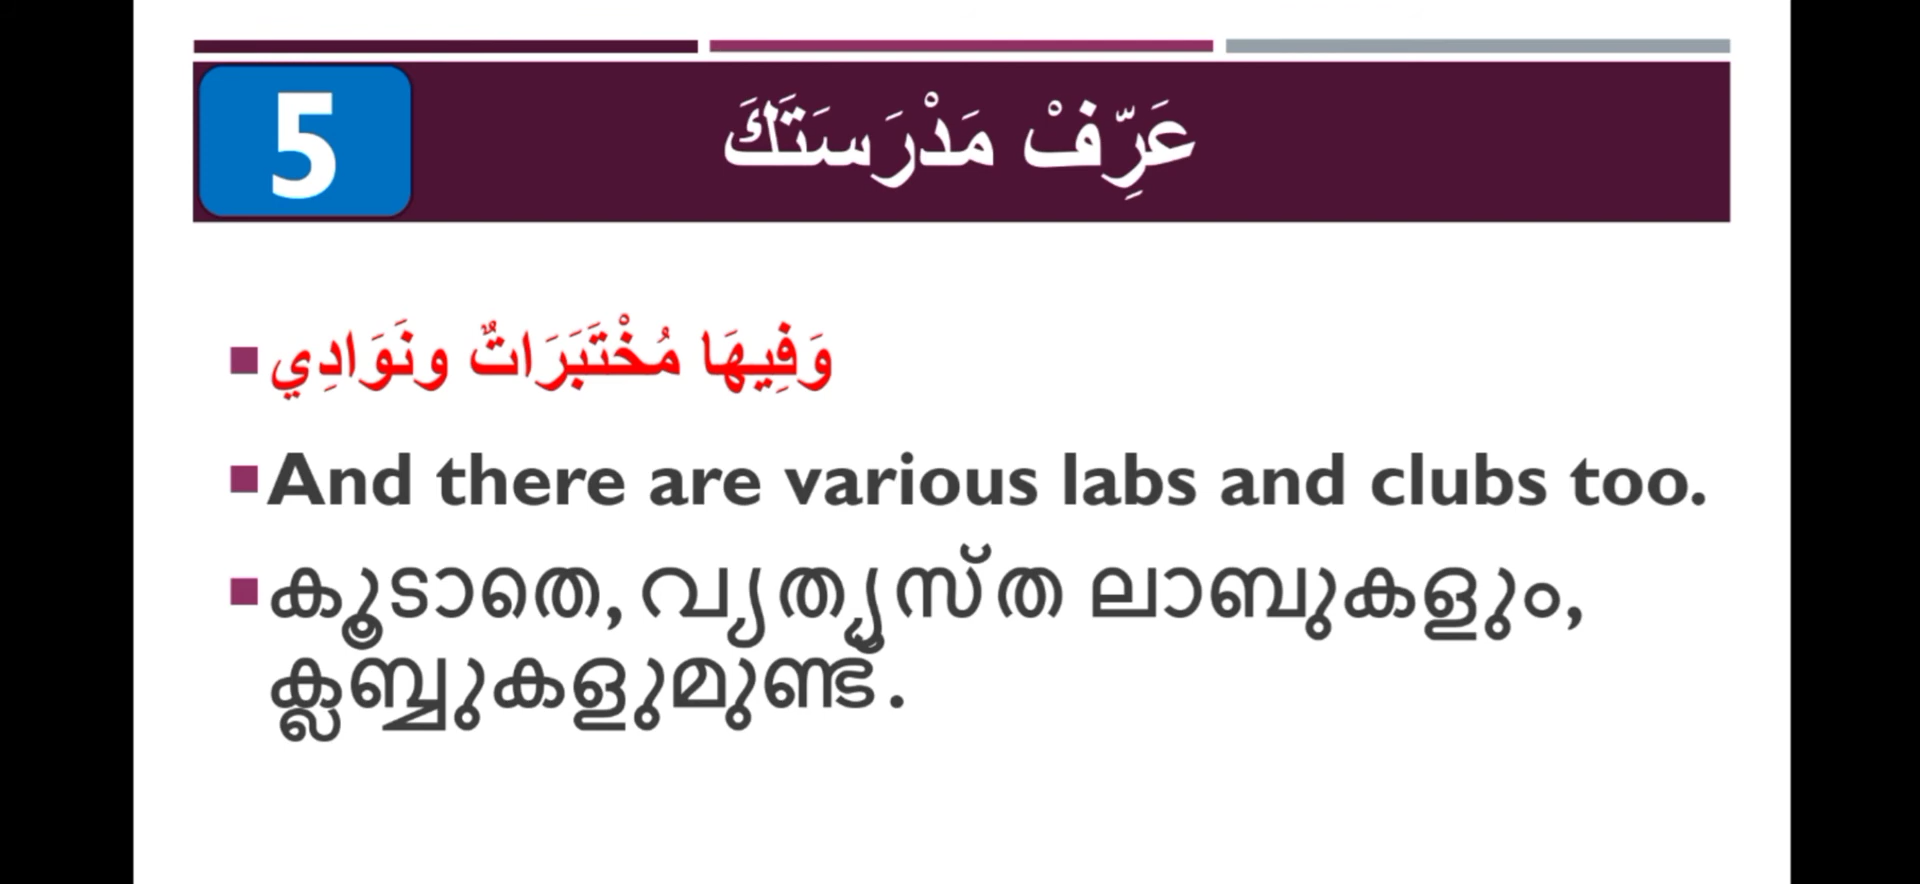 5
عَرِّفْ مَدْرَسَتَكَ
وَفِيهَا مُخْتَبَرَاتٌ ونَوَادِي
And there are various labs and clubs too.
കൂടാതെ, വ്യത്യസ്ത ലാബുകളും,
ക്ലബ്ബുകളുമുണ്ട്.